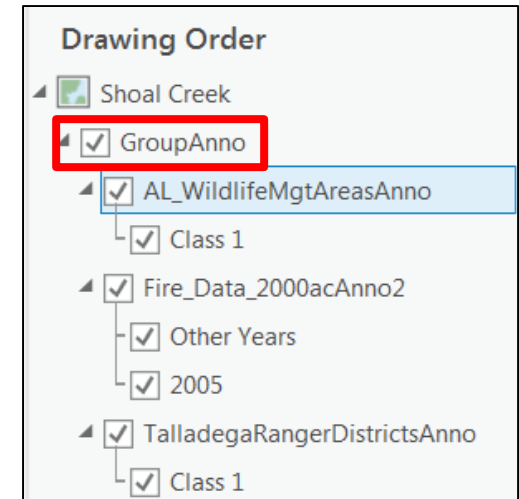 Drawing Order
Shoal Creek
GroupAnno
AL_WildlifeMgtAreasAnno
Class 1
Fire_Data_2000acAnno2
Other Years
2005
TalladegaRangerDistrictsAnno
Class 1